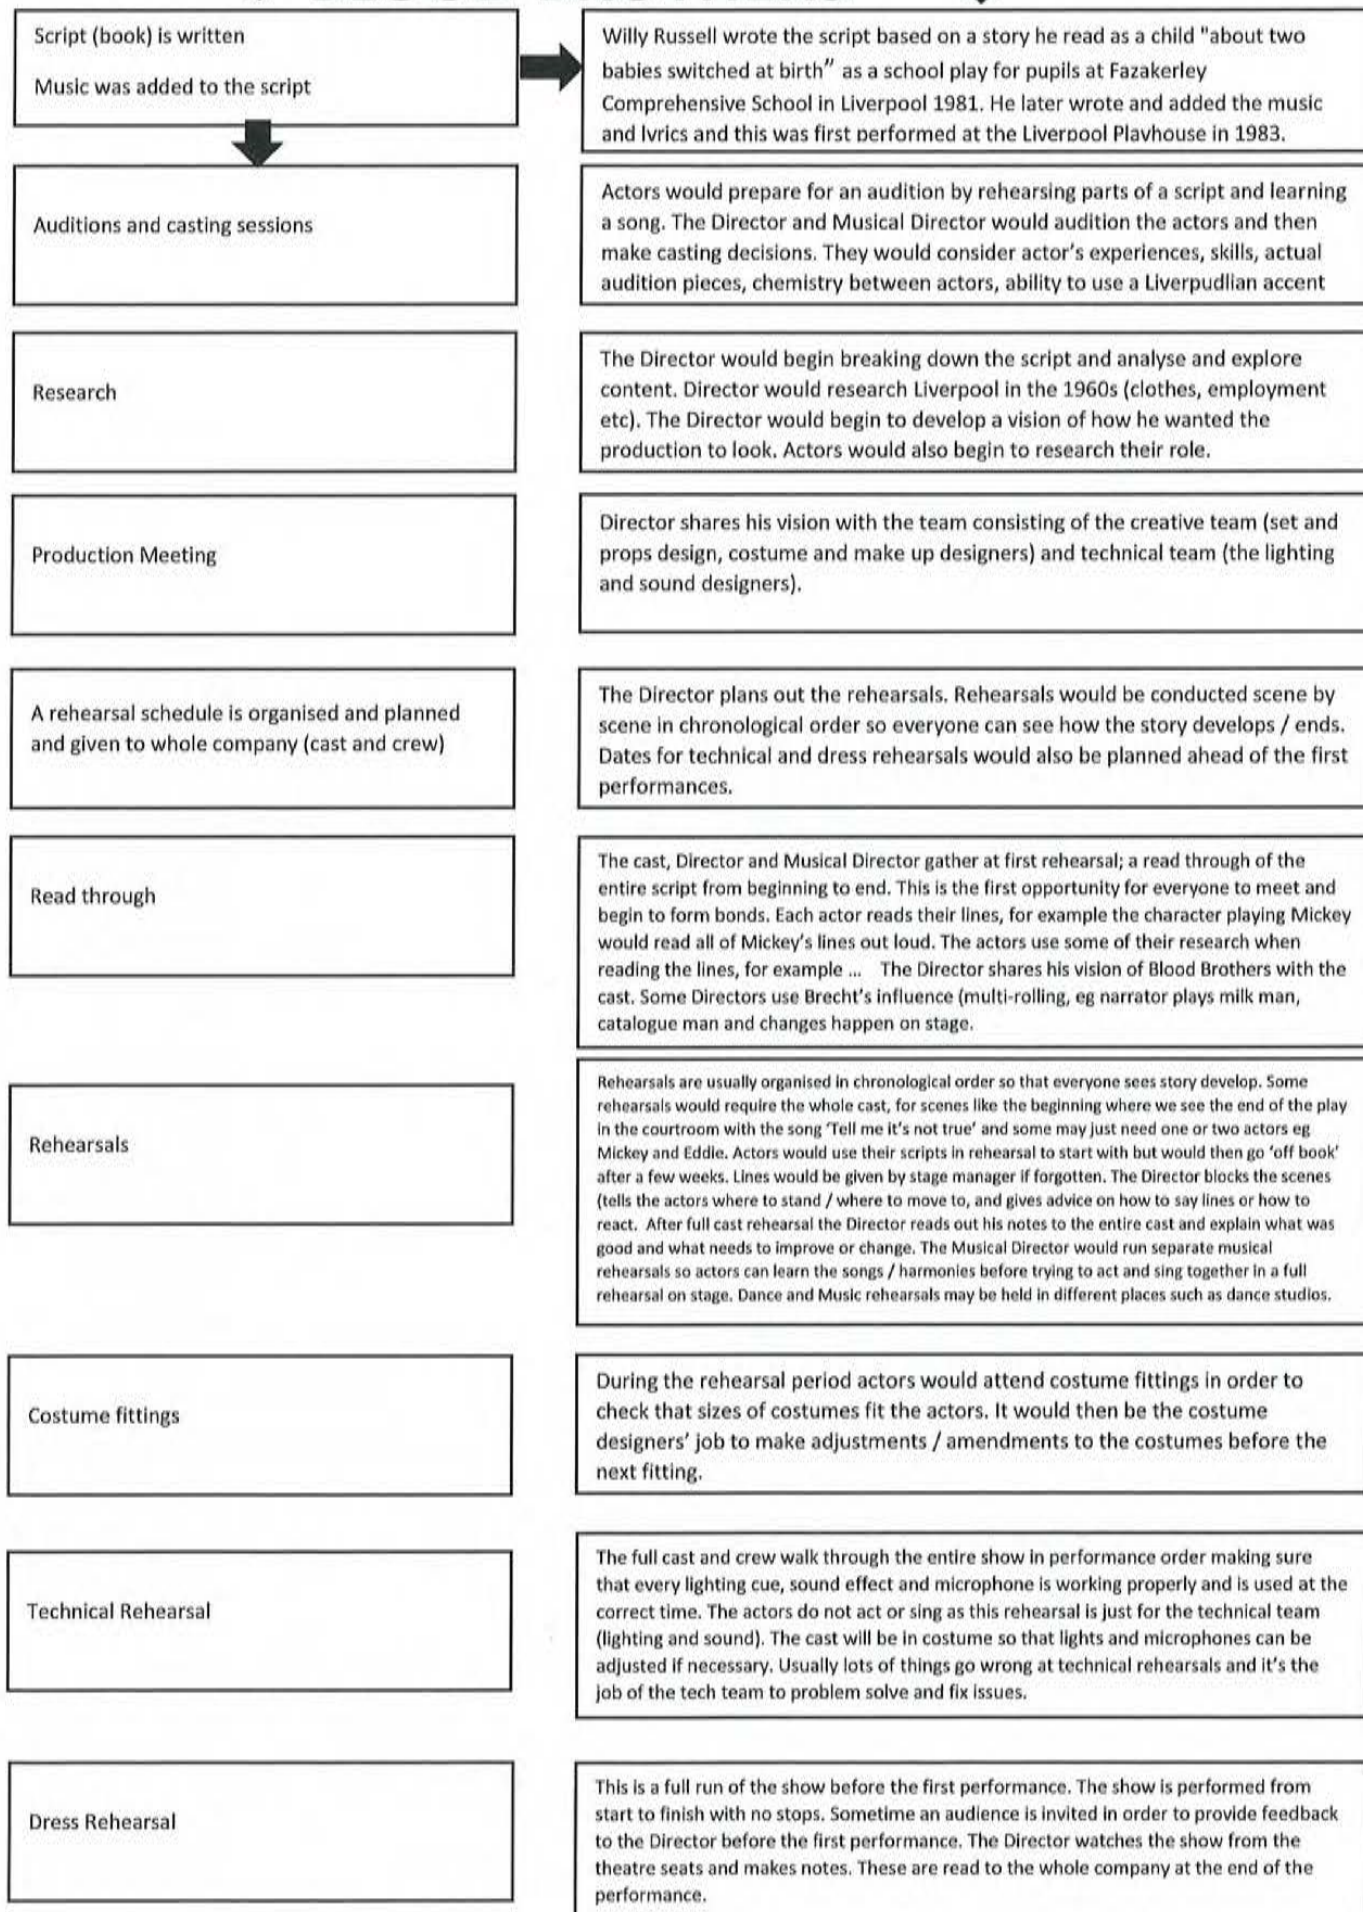 Script (book) is written
Music was added to the script
Willy Russell wrote the script based on a story he read as a child "about two
babies switched at birth" as a school play for pupils at Fazakerley
Comprehensive School in Liverpool 1981. He later wrote and added the music
and lyrics and this was first performed at the Liverpool Playhouse in 1983.
Auditions and casting sessions
Actors would prepare for an audition by rehearsing parts of a script and learning
a song. The Director and Musical Director would audition the actors and then
make casting decisions. They would consider actor's experiences, skills, actual
audition pieces, chemistry between actors, ability to use a Liverpudlian accent
Research
The Director would begin breaking down the script and analyse and explore
content. Director would research Liverpool in the 1960s (clothes, employment
etc). The Director would begin to develop a vision of how he wanted the
production to look. Actors would also begin to research their role.
Production Meeting
Director shares his vision with the team consisting of the creative team (set and
props design, costume and make up designers) and technical team (the lighting
and sound designers).
A rehearsal schedule is organised and planned
and given to whole company (cast and crew)
The Director plans out the rehearsals. Rehearsals would be conducted scene by
scene in chronological order so everyone can see how the story develops / ends.
Dates for technical and dress rehearsals would also be planned ahead of the first
performances.
Read through
The cast, Director and Musical Director gather at first rehearsal; a read through of the
entire script from beginning to end. This is the first opportunity for everyone to meet and
begin to form bonds. Each actor reads their lines, for example the character playing Mickey
would read all of Mickey's lines out loud. The actors use some of their research when
reading the lines, for example ... The Director shares his vision of Blood Brothers with the
cast. Some Directors use Brecht's influence (multi-rolling, eg narrator plays milk man,
catalogue man and changes happen on stage.
Rehearsals
Rehearsals are usually organised in chronological order so that everyone sees story develop. Some
rehearsals would require the whole cast, for scenes like the beginning where we see the end of the play
in the courtroom with the song 'Tell me it's not true' and some may just need one or two actors eg
Mickey and Eddie. Actors would use their scripts in rehearsal to start with but would then go 'off book'
after a few weeks. Lines would be given by stage manager if forgotten. The Director blocks the scenes
(tells the actors where to stand / where to move to, and gives advice on how to say lines or how to
react. After full cast rehearsal the Director reads out his notes to the entire cast and explain what was
good and what needs to improve or change. The Musical Director would run separate musical
rehearsals so actors can learn the songs / harmonies before trying to act and sing together in a full
rehearsal on stage. Dance and Music rehearsals may be held in different places such as dance studios.
Costume fittings
During the rehearsal period actors would attend costume fittings in order to
check that sizes of costumes fit the actors. It would then be the costume
designers' job to make adjustments / amendments to the costumes before the
next fitting.
Technical Rehearsal
The full cast and crew walk through the entire show in performance order making sure
that every lighting cue, sound effect and microphone is working properly and is used at the
correct time. The actors do not act or sing as this rehearsal is just for the technical team
(lighting and sound). The cast will be in costume so that lights and microphones can be
adjusted if necessary. Usually lots of things go wrong at technical rehearsals and it's the
job of the tech team to problem solve and fix issues.
Dress Rehearsal
This is a full run of the show before the first performance. The show is performed from
start to finish with no stops. Sometime an audience is invited in order to provide feedback
to the Director before the first performance. The Director watches the show from the
theatre seats and makes notes. These are read to the whole company at the end of the
performance.